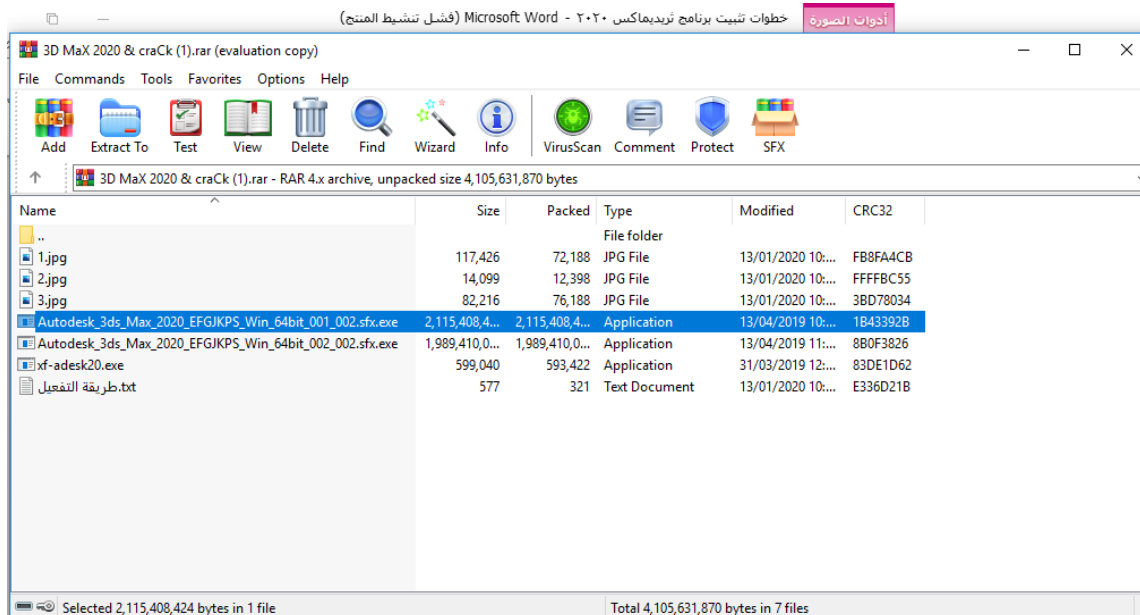 خطوات تثبيت برنامج ثريديماكس ٢٠٢٠ - Microsoft Word (فشل تنشيط المنتج) أدوات الصورة
3D MaX 2020 & craCk (1).rar (evaluation copy)
File Commands Tools Favorites Options Help
Add Extract To Test View Delete Find Wizard Info VirusScan Comment Protect SFX
3D MaX 2020 & craCk (1).rar - RAR 4.x archive, unpacked size 4,105,631,870 bytes
Name Size Packed Type Modified CRC32
.. File folder
1.jpg 117,426 72,188 JPG File 13/01/2020 10:... FB8FA4CB
2.jpg 14,099 12,398 JPG File 13/01/2020 10:... FFFFBC55
3.jpg 82,216 76,188 JPG File 13/01/2020 10:... 3BD78034
Autodesk_3ds_Max_2020_EFGJKPS_Win_64bit_001_002.sfx.exe 2,115,408,4... 2,115,408,4... Application 13/04/2019 10:... 1B43392B
Autodesk_3ds_Max_2020_EFGJKPS_Win_64bit_002_002.sfx.exe 1,989,410,0... 1,989,410,0... Application 13/04/2019 11:... 8B0F3826
xf-adesk20.exe 599,040 593,422 Application 31/03/2019 12:... 83DE1D62
طريقة التفعيل.txt 577 321 Text Document 13/01/2020 10:... E336D21B
Selected 2,115,408,424 bytes in 1 file Total 4,105,631,870 bytes in 7 files